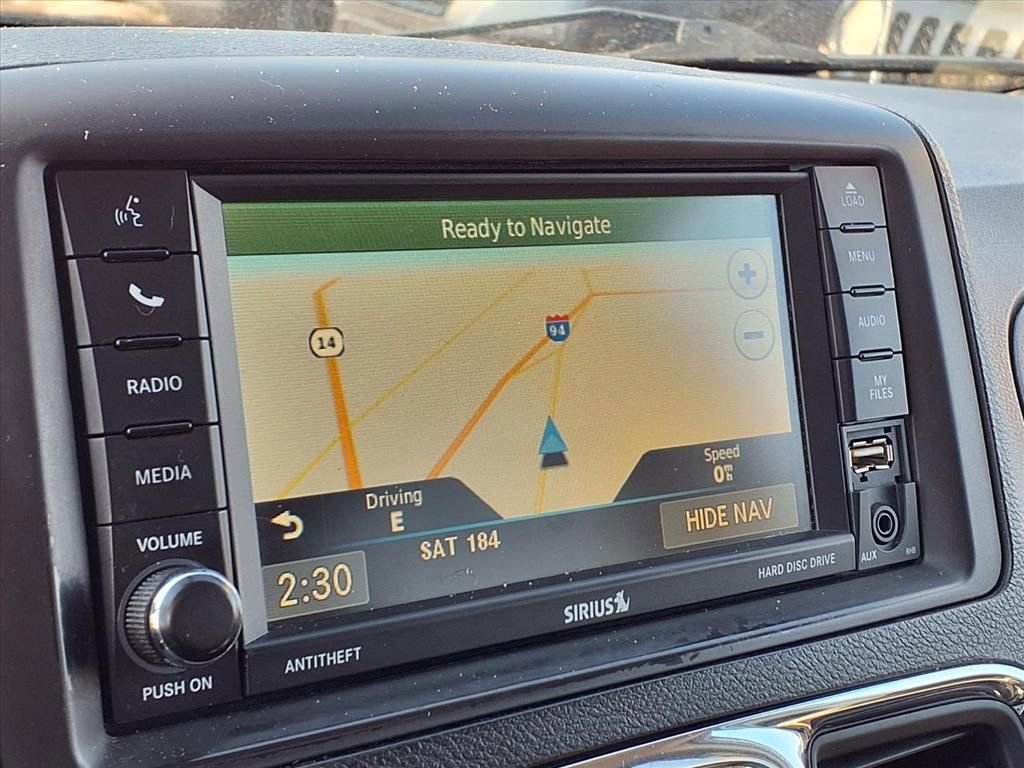 Ready to Navigate
LOAD
MENU
AUDIO
MY
FILES
RADIO
MEDIA
VOLUME
PUSH ON
14
94
+
−
Driving
E
Speed
0 m/h
SAT 184
HIDE NAV
2:30
HARD DISC DRIVE
SIRIUS
ANTITHEFT
AUX
RHB